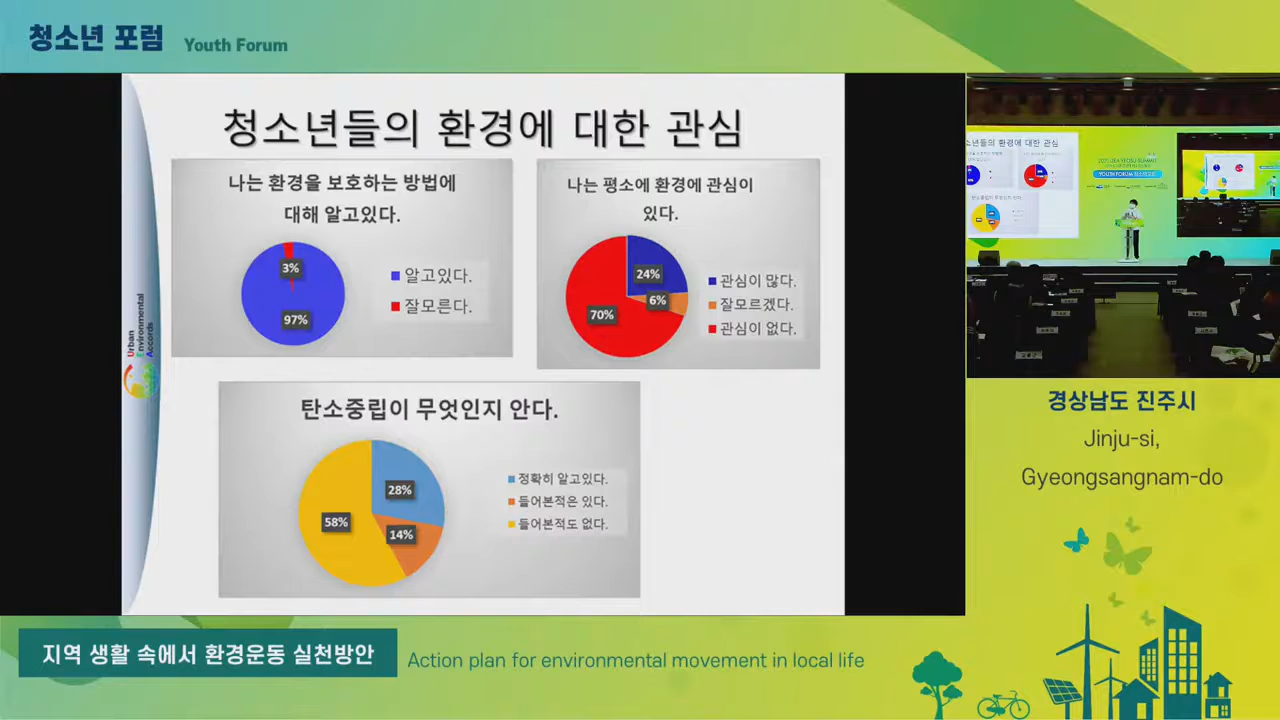 청소년 포럼 Youth Forum
청소년들의 환경에 대한 관심
나는 환경을 보호하는 방법에
대해 알고있다.
3%
97%
알고있다.
잘모른다.
나는 평소에 환경에 관심이
있다.
24%
6%
70%
관심이 많다.
잘모르겠다.
관심이 없다.
탄소중립이 무엇인지 안다.
28%
58%
14%
정확히 알고있다.
들어본적은 있다.
들어본적도 없다.
Urban
Environmental
Accords
경상남도 진주시
Jinju-si,
Gyeongsangnam-do
지역 생활 속에서 환경운동 실천방안 Action plan for environmental movement in local life